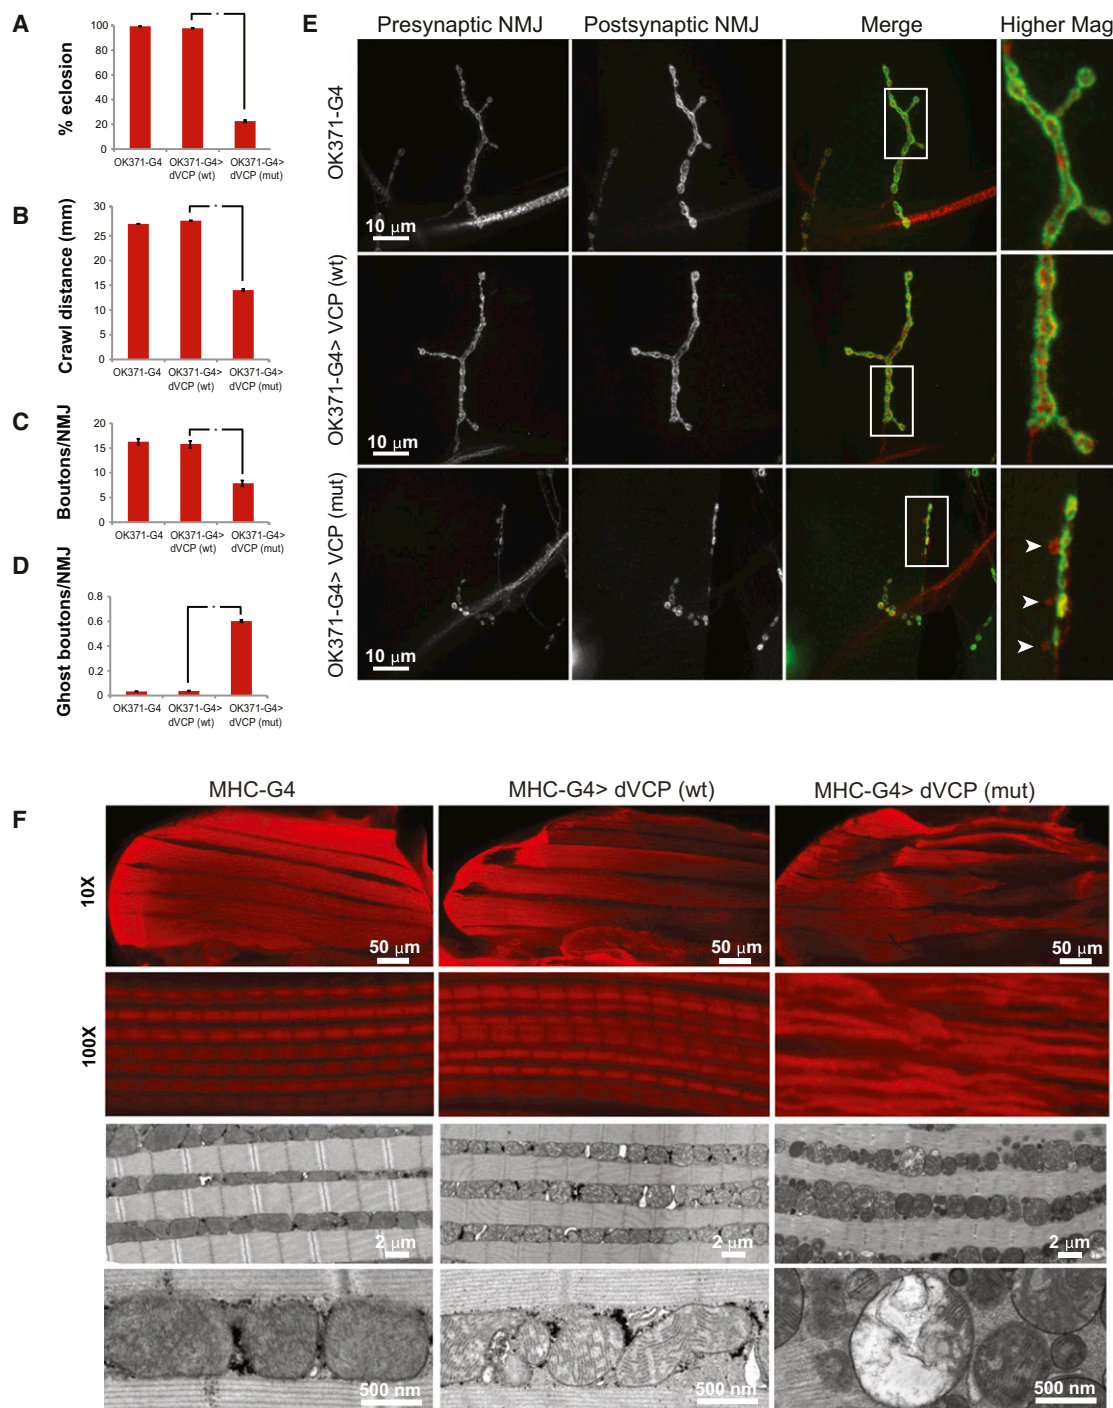 A
% eclosion
100
80
60
40
20
0
OK371-G4
OK371-G4>
dVCP (wt)
OK371-G4>
dVCP (mut)
B
Crawl distance (mm)
30
25
20
15
10
5
0
OK371-G4
OK371-G4>
dVCP (wt)
OK371-G4>
dVCP (mut)
C
Boutons/NMJ
20
15
10
5
0
OK371-G4
OK371-G4>
dVCP (wt)
OK371-G4>
dVCP (mut)
D
Ghost boutons/NMJ
0.8
0.6
0.4
0.2
0
OK371-G4
OK371-G4>
dVCP (wt)
OK371-G4>
dVCP (mut)
E
Presynaptic NMJ
Postsynaptic NMJ
Merge
Higher Mag
OK371-G4
10 μm
OK371-G4> VCP (wt)
10 μm
OK371-G4> VCP (mut)
10 μm
F
MHC-G4
MHC-G4> dVCP (wt)
MHC-G4> dVCP (mut)
10X
50 μm
50 μm
50 μm
100X
2 μm
2 μm
2 μm
500 nm
500 nm
500 nm